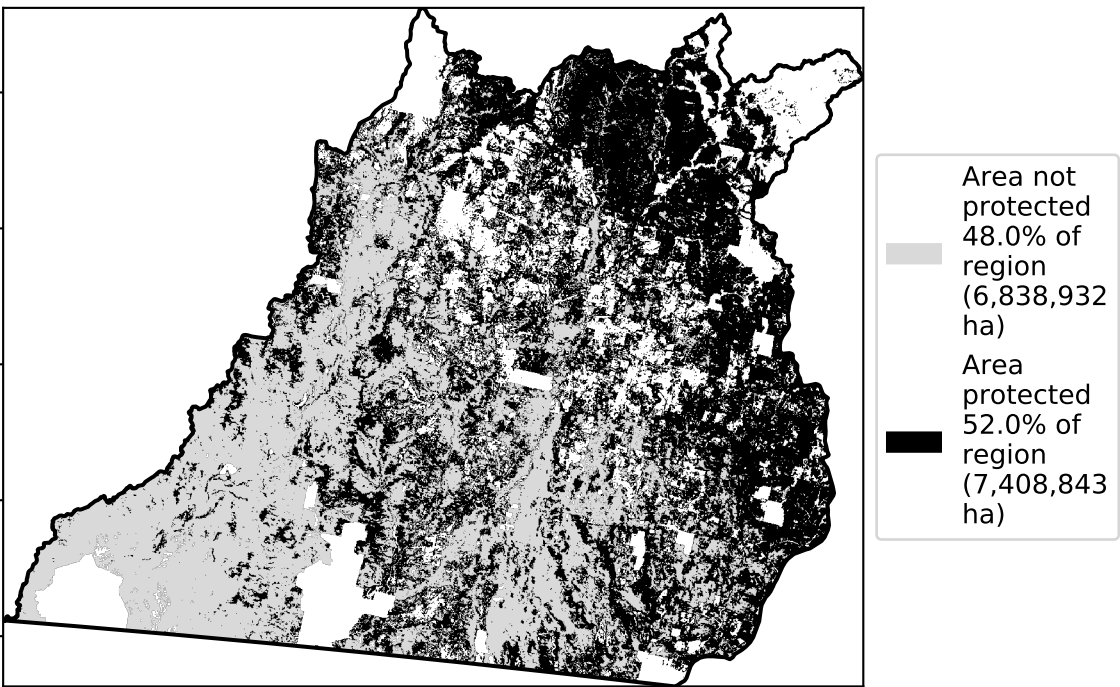 Area not
protected
48.0% of
region
(6,838,932
ha)
Area
protected
52.0% of
region
(7,408,843
ha)